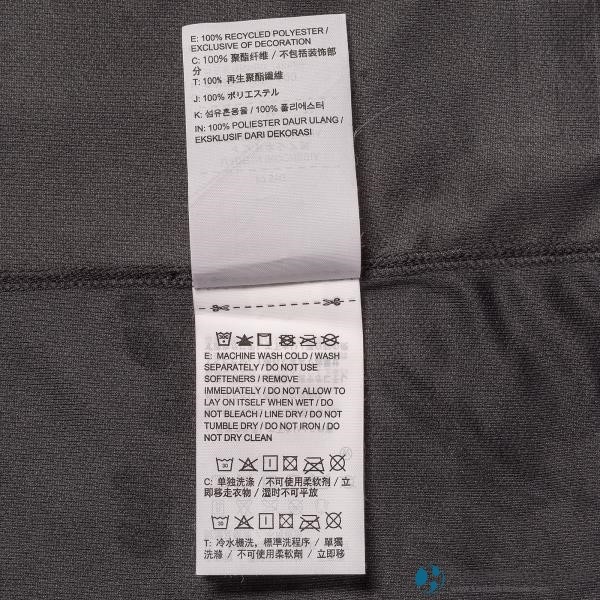 E: 100% RECYCLED POLYESTER /
EXCLUSIVE OF DECORATION
C: 100% 聚酯纤维 / 不包括装饰部
分
T: 100% 再生聚酯纖維
J: 100% ポリエステル
K: 섬유혼용율 / 100% 폴리에스터
IN: 100% POLIESTER DAUR ULANG /
EKSKLUSIF DARI DEKORASI
E: MACHINE WASH COLD / WASH
SEPARATELY / DO NOT USE
SOFTENERS / REMOVE
IMMEDIATELY / DO NOT ALLOW TO
LAY ON ITSELF WHEN WET / DO
NOT BLEACH / LINE DRY / DO NOT
TUMBLE DRY / DO NOT IRON / DO
NOT DRY CLEAN
C: 单独洗涤 / 不可使用柔软剂 / 立
即移走衣物 / 湿时不可平放
T: 冷水機洗，標準洗程序 / 單獨
洗滌 / 不可使用柔軟劑 / 立即移